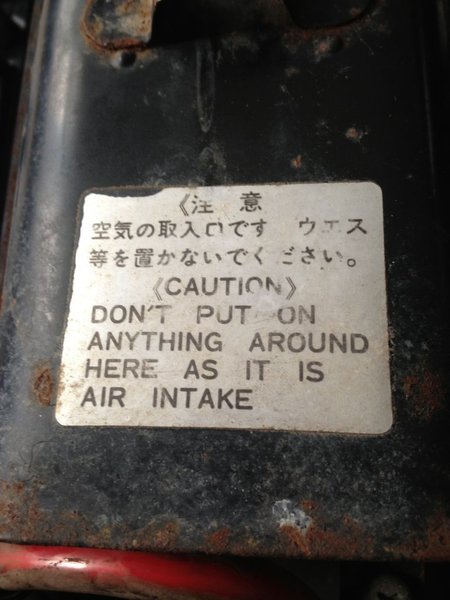 《注 意
空気の取入口です ウエス
等を置かないでください。
《CAUTION》
DON'T PUT ON
ANYTHING AROUND
HERE AS IT IS
AIR INTAKE